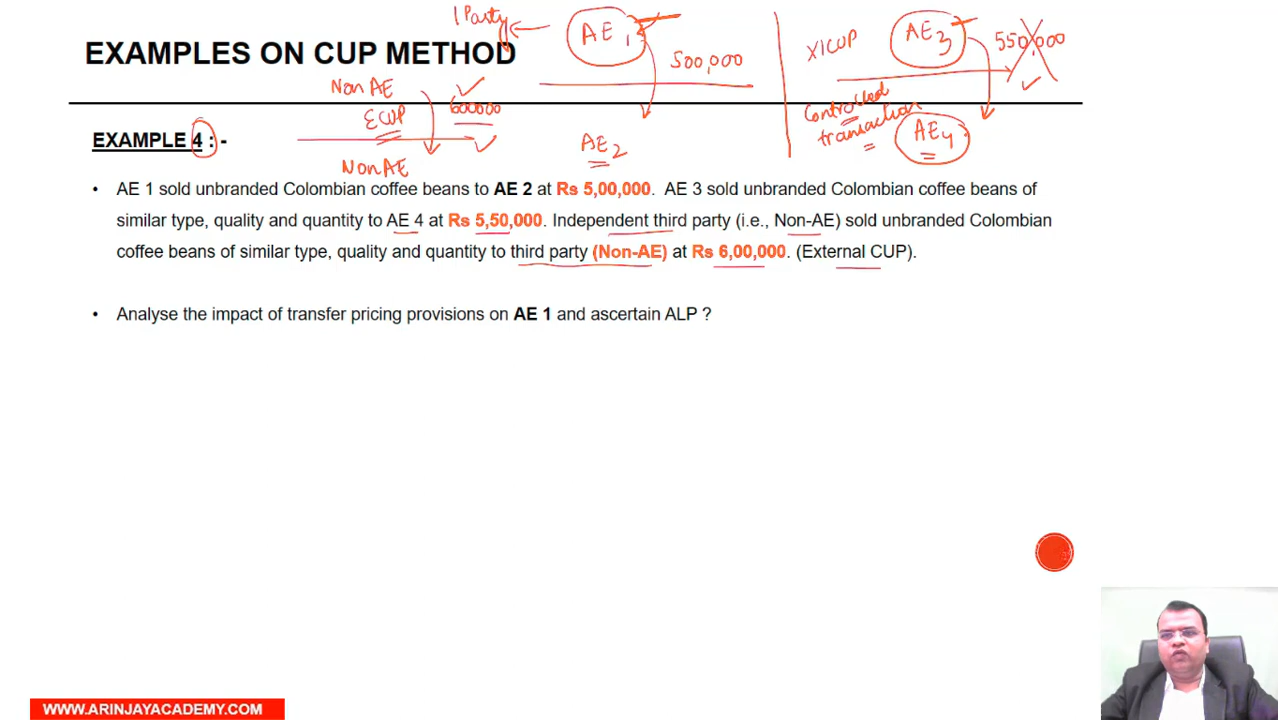 1 Party
AE 1
500,000
AE 2
X ICUP
AE 3
550,000
Controlled
transaction
AE 4
Non AE
ECUP
600000
Non AE
EXAMPLES ON CUP METHOD
EXAMPLE 4 : -
• AE 1 sold unbranded Colombian coffee beans to AE 2 at Rs 5,00,000. AE 3 sold unbranded Colombian coffee beans of
similar type, quality and quantity to AE 4 at Rs 5,50,000. Independent third party (i.e., Non-AE) sold unbranded Colombian
coffee beans of similar type, quality and quantity to third party (Non-AE) at Rs 6,00,000. (External CUP).
• Analyse the impact of transfer pricing provisions on AE 1 and ascertain ALP ?
WWW.ARINJAYACADEMY.COM